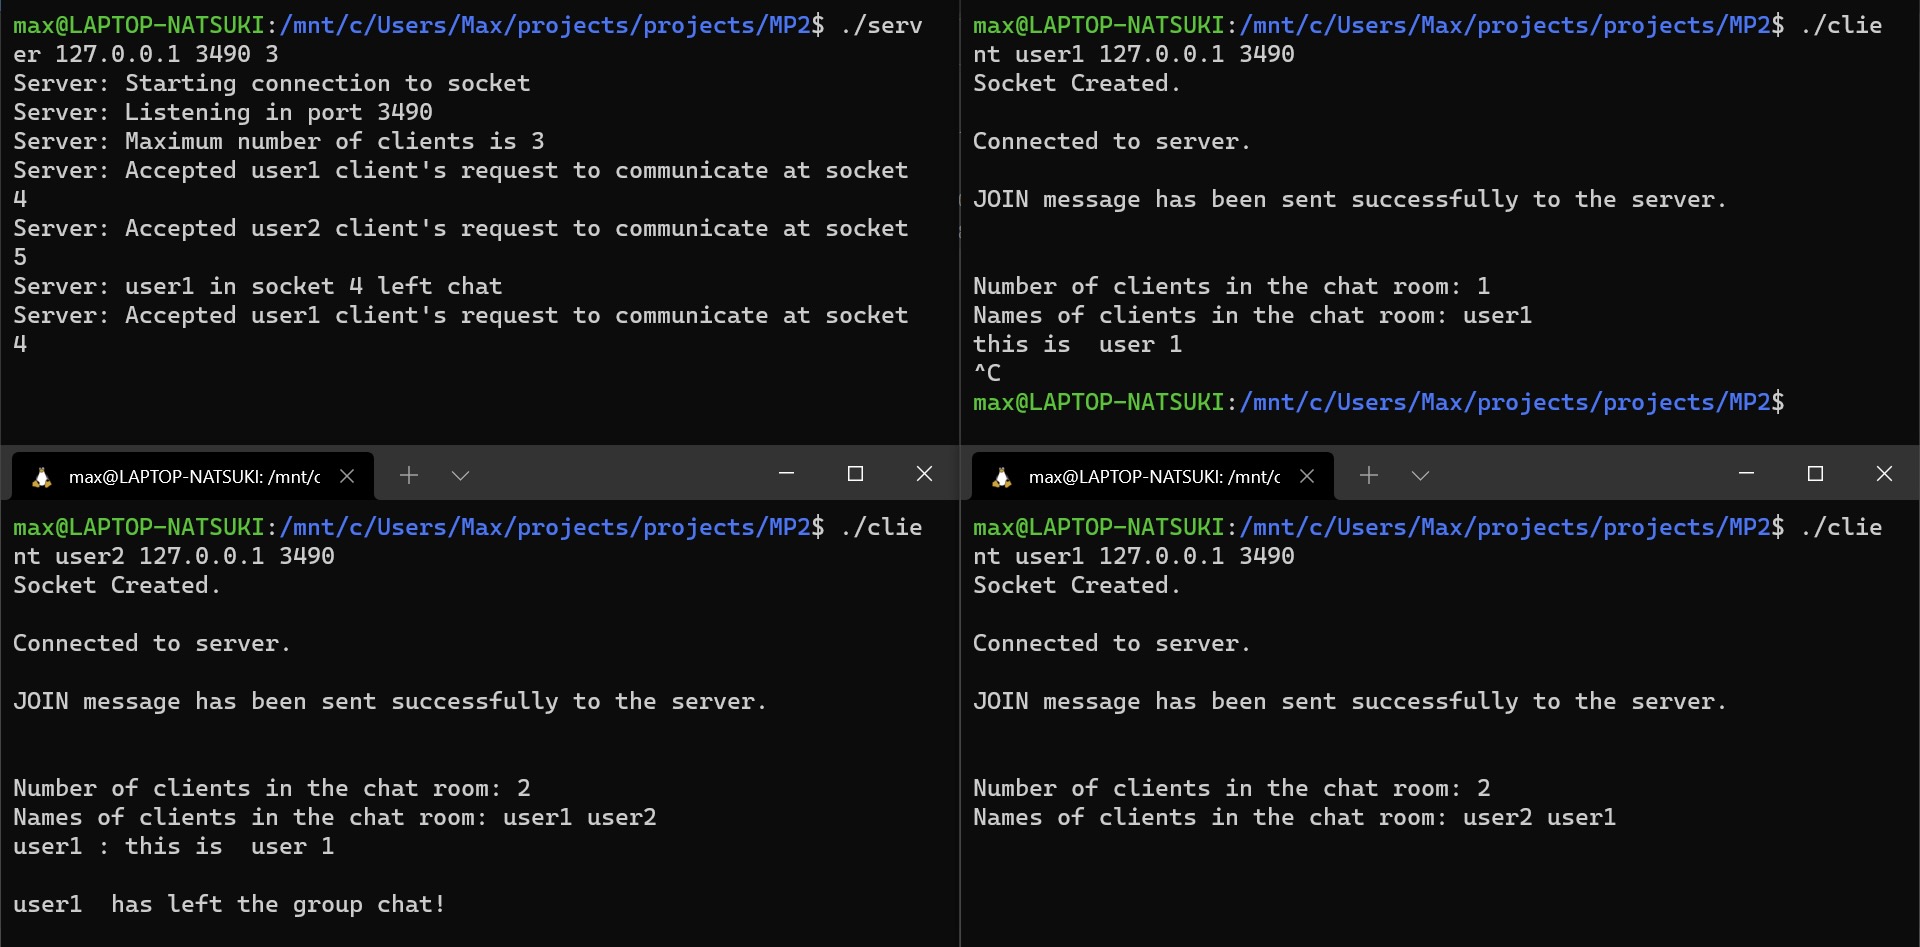 max@LAPTOP-NATSUKI:/mnt/c/Users/Max/projects/projects/MP2$ ./serv
er 127.0.0.1 3490 3
Server: Starting connection to socket
Server: Listening in port 3490
Server: Maximum number of clients is 3
Server: Accepted user1 client's request to communicate at socket
4
Server: Accepted user2 client's request to communicate at socket
5
Server: user1 in socket 4 left chat
Server: Accepted user1 client's request to communicate at socket
4
max@LAPTOP-NATSUKI:/mnt/c/Users/Max/projects/projects/MP2$ ./clie
nt user1 127.0.0.1 3490
Socket Created.
Connected to server.
JOIN message has been sent successfully to the server.
Number of clients in the chat room: 1
Names of clients in the chat room: user1
this is  user 1
^C
max@LAPTOP-NATSUKI:/mnt/c/Users/Max/projects/projects/MP2$
max@LAPTOP-NATSUKI: /mnt/c
max@LAPTOP-NATSUKI:/mnt/c/Users/Max/projects/projects/MP2$ ./clie
nt user2 127.0.0.1 3490
Socket Created.
Connected to server.
JOIN message has been sent successfully to the server.
Number of clients in the chat room: 2
Names of clients in the chat room: user1 user2
user1 : this is  user 1
user1  has left the group chat!
max@LAPTOP-NATSUKI: /mnt/c
max@LAPTOP-NATSUKI:/mnt/c/Users/Max/projects/projects/MP2$ ./clie
nt user1 127.0.0.1 3490
Socket Created.
Connected to server.
JOIN message has been sent successfully to the server.
Number of clients in the chat room: 2
Names of clients in the chat room: user2 user1